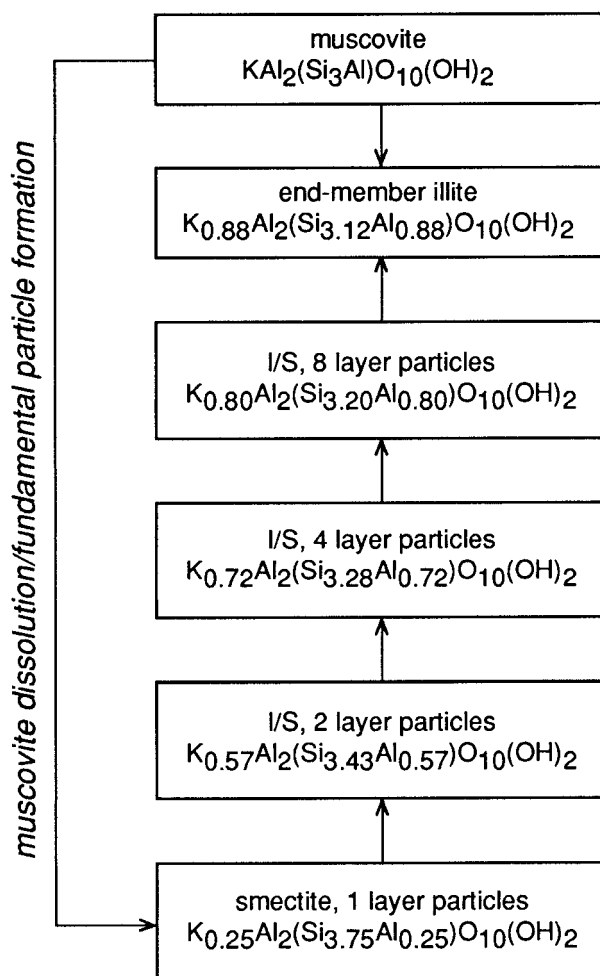 muscovite
KAl₂(Si₃Al)O₁₀(OH)₂
end-member illite
K₀.₈₈Al₂(Si₃.₁₂Al₀.₈₈)O₁₀(OH)₂
I/S, 8 layer particles
K₀.₈₀Al₂(Si₃.₂₀Al₀.₈₀)O₁₀(OH)₂
I/S, 4 layer particles
K₀.₇₂Al₂(Si₃.₂₈Al₀.₇₂)O₁₀(OH)₂
I/S, 2 layer particles
K₀.₅₇Al₂(Si₃.₄₃Al₀.₅₇)O₁₀(OH)₂
smectite, 1 layer particles
K₀.₂₅Al₂(Si₃.₇₅Al₀.₂₅)O₁₀(OH)₂
muscovite dissolution/fundamental particle formation